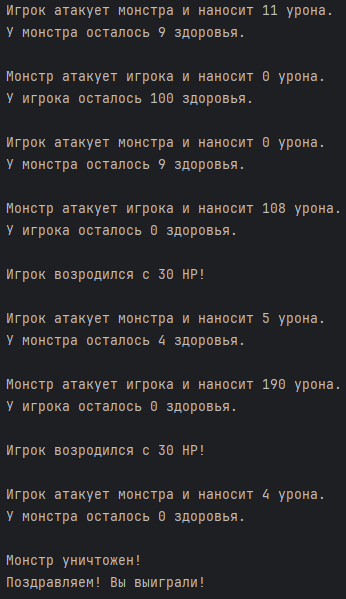 Игрок атакует монстра и наносит 11 урона.
У монстра осталось 9 здоровья.
Монстр атакует игрока и наносит 0 урона.
У игрока осталось 100 здоровья.
Игрок атакует монстра и наносит 0 урона.
У монстра осталось 9 здоровья.
Монстр атакует игрока и наносит 108 урона.
У игрока осталось 0 здоровья.
Игрок возродился с 30 HP!
Игрок атакует монстра и наносит 5 урона.
У монстра осталось 4 здоровья.
Монстр атакует игрока и наносит 190 урона.
У игрока осталось 0 здоровья.
Игрок возродился с 30 HP!
Игрок атакует монстра и наносит 4 урона.
У монстра осталось 0 здоровья.
Монстр уничтожен!
Поздравляем! Вы выиграли!